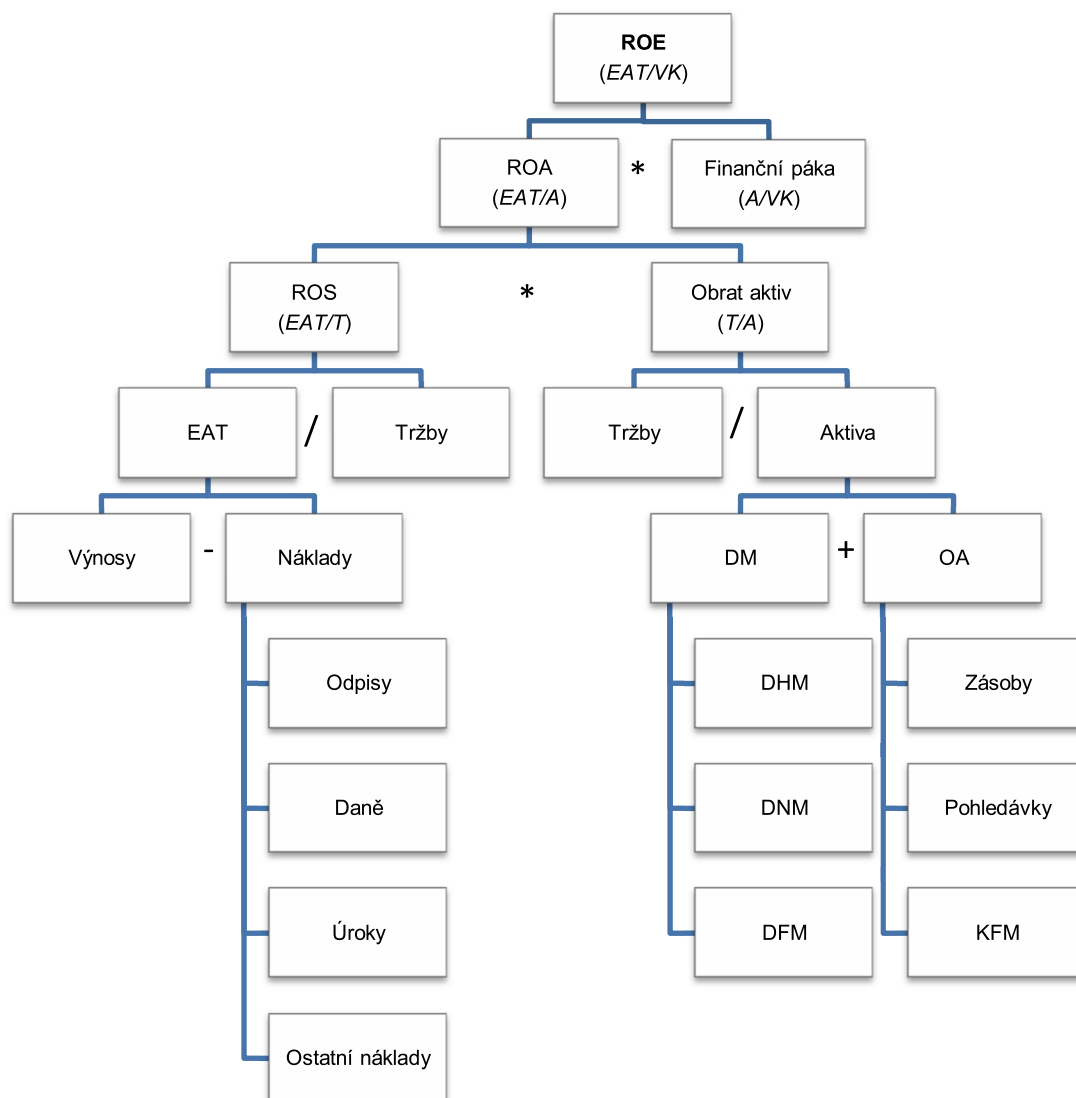 ROE
(EAT/VK)
ROA
(EAT/A)
*
Finanční páka
(A/VK)
ROS
(EAT/T)
*
Obrat aktiv
(T/A)
EAT
/
Tržby
Tržby
/
Aktiva
Výnosy
-
Náklady
DM
+
OA
Odpisy
DHM
Zásoby
Daně
DNM
Pohledávky
Úroky
DFM
KFM
Ostatní náklady